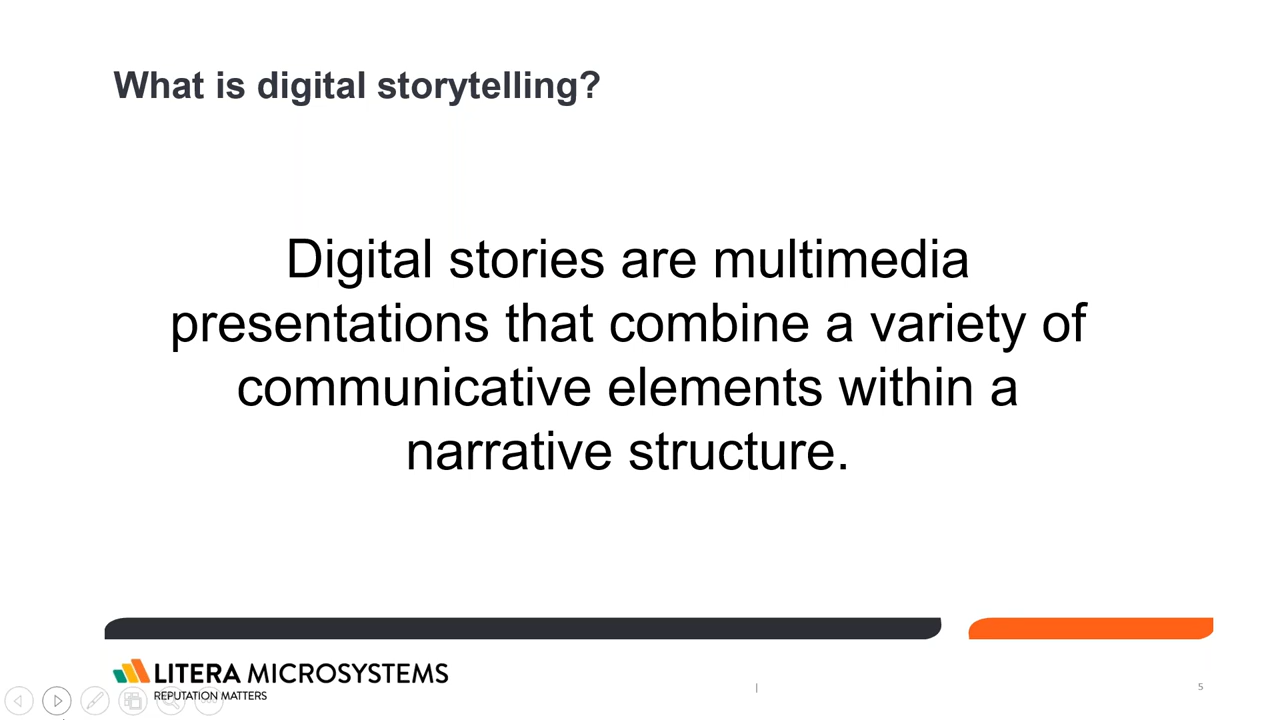 What is digital storytelling?
Digital stories are multimedia
presentations that combine a variety of
communicative elements within a
narrative structure.
LITERA MICROSYSTEMS
REPUTATION MATTERS
|
5